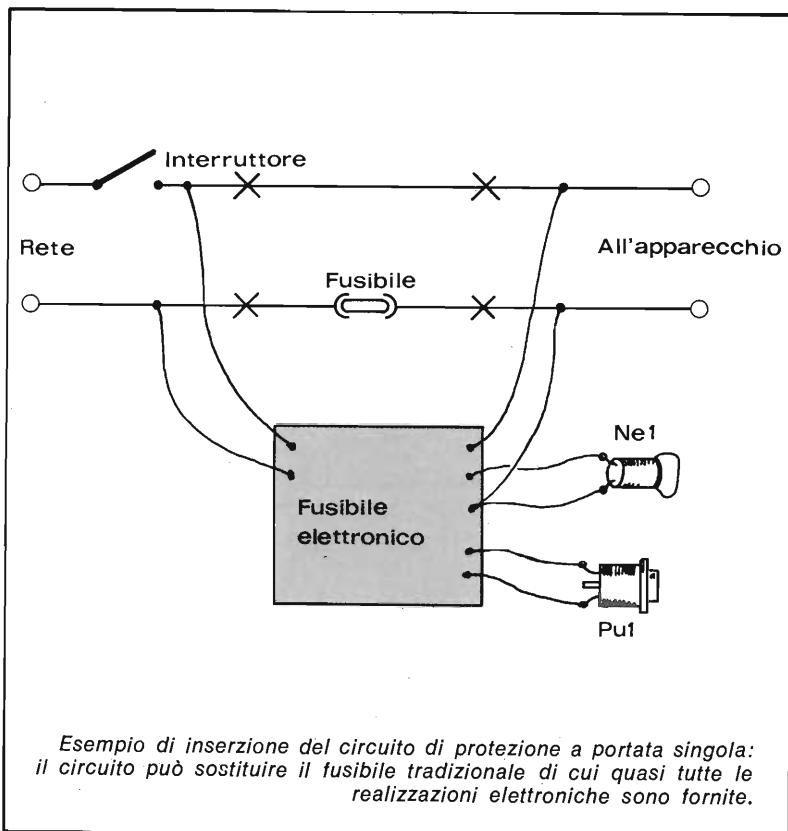 Interruttore
Rete
All'apparecchio
Fusibile
Ne1
Fusibile
elettronico
Pu1
Esempio di inserzione del circuito di protezione a portata singola:
il circuito può sostituire il fusibile tradizionale di cui quasi tutte le
realizzazioni elettroniche sono fornite.